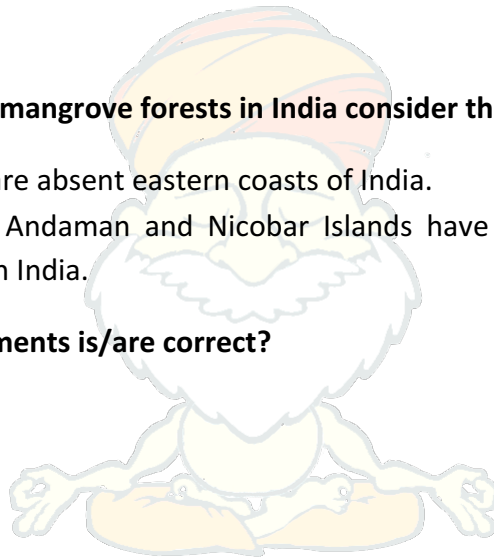 mangrove forests in India consider th
are absent eastern coasts of India.
Andaman and Nicobar Islands have
India.
ments is/are correct?